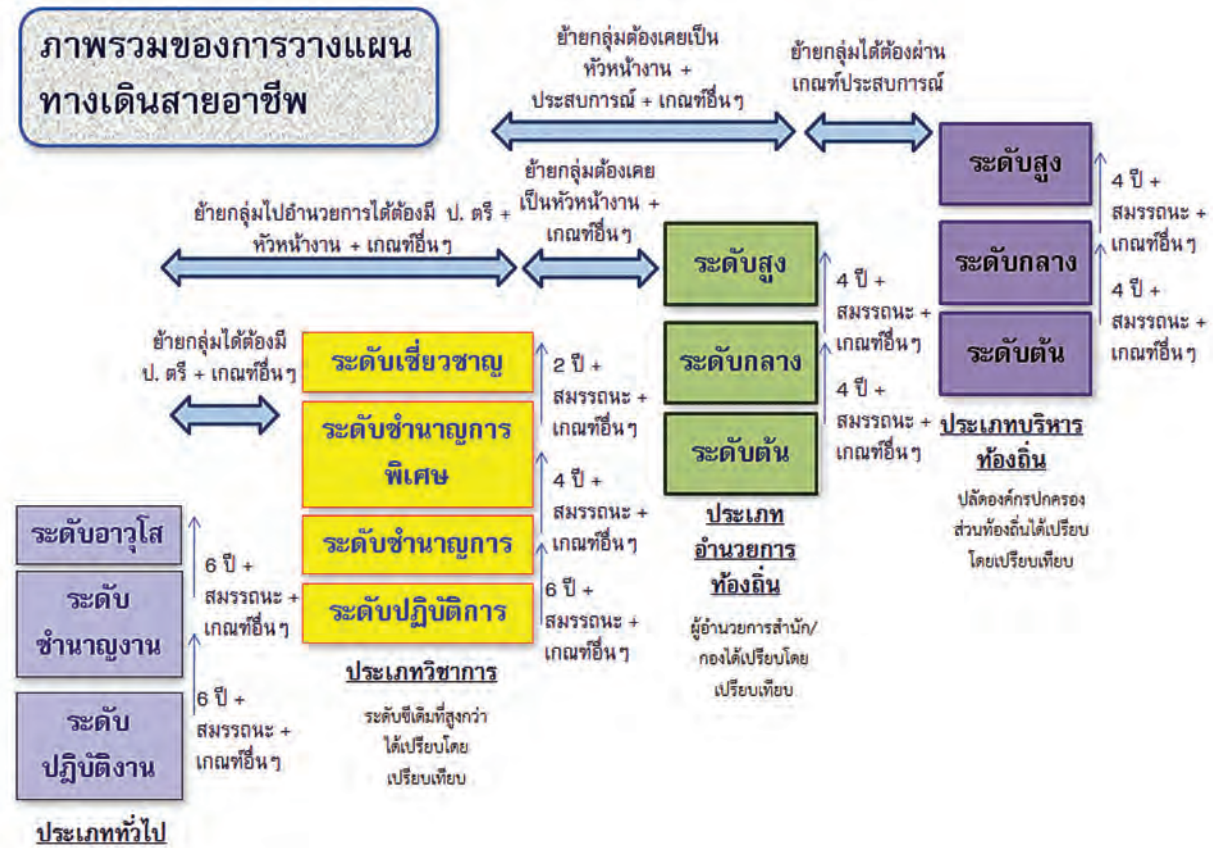 ภาพรวมของการวางแผน
ทางเดินสายอาชีพ
ย้ายกลุ่มต้องเคยเป็น
หัวหน้างาน +
ประสบการณ์ + เกณฑ์อื่นๆ
ย้ายกลุ่มได้ต้องผ่าน
เกณฑ์ประสบการณ์
ย้ายกลุ่มไปอำนวยการได้ต้องมี ป. ตรี +
หัวหน้างาน + เกณฑ์อื่นๆ
ย้ายกลุ่มต้องเคย
เป็นหัวหน้างาน +
เกณฑ์อื่นๆ
ย้ายกลุ่มได้ต้องมี
ป. ตรี + เกณฑ์อื่นๆ
ระดับอาวุโส
ระดับ
ชำนาญงาน
ระดับ
ปฏิบัติงาน
6 ปี +
สมรรถนะ +
เกณฑ์อื่นๆ
6 ปี +
สมรรถนะ +
เกณฑ์อื่นๆ
ประเภททั่วไป
ระดับเชี่ยวชาญ
ระดับชำนาญการ
พิเศษ
ระดับชำนาญการ
ระดับปฏิบัติการ
2 ปี +
สมรรถนะ +
เกณฑ์อื่นๆ
4 ปี +
สมรรถนะ +
เกณฑ์อื่นๆ
6 ปี +
สมรรถนะ +
เกณฑ์อื่นๆ
ประเภทวิชาการ
ระดับซีเดิมที่สูงกว่า
ได้เปรียบโดย
เปรียบเทียบ
ระดับสูง
ระดับกลาง
ระดับต้น
4 ปี +
สมรรถนะ +
เกณฑ์อื่นๆ
4 ปี +
สมรรถนะ +
เกณฑ์อื่นๆ
ประเภท
อำนวยการ
ท้องถิ่น
ผู้อำนวยการสำนัก/
กองได้เปรียบโดย
เปรียบเทียบ
ระดับสูง
ระดับกลาง
ระดับต้น
4 ปี +
สมรรถนะ +
เกณฑ์อื่นๆ
4 ปี +
สมรรถนะ +
เกณฑ์อื่นๆ
ประเภทบริหาร
ท้องถิ่น
ปลัดองค์กรปกครอง
ส่วนท้องถิ่นได้เปรียบ
โดยเปรียบเทียบ